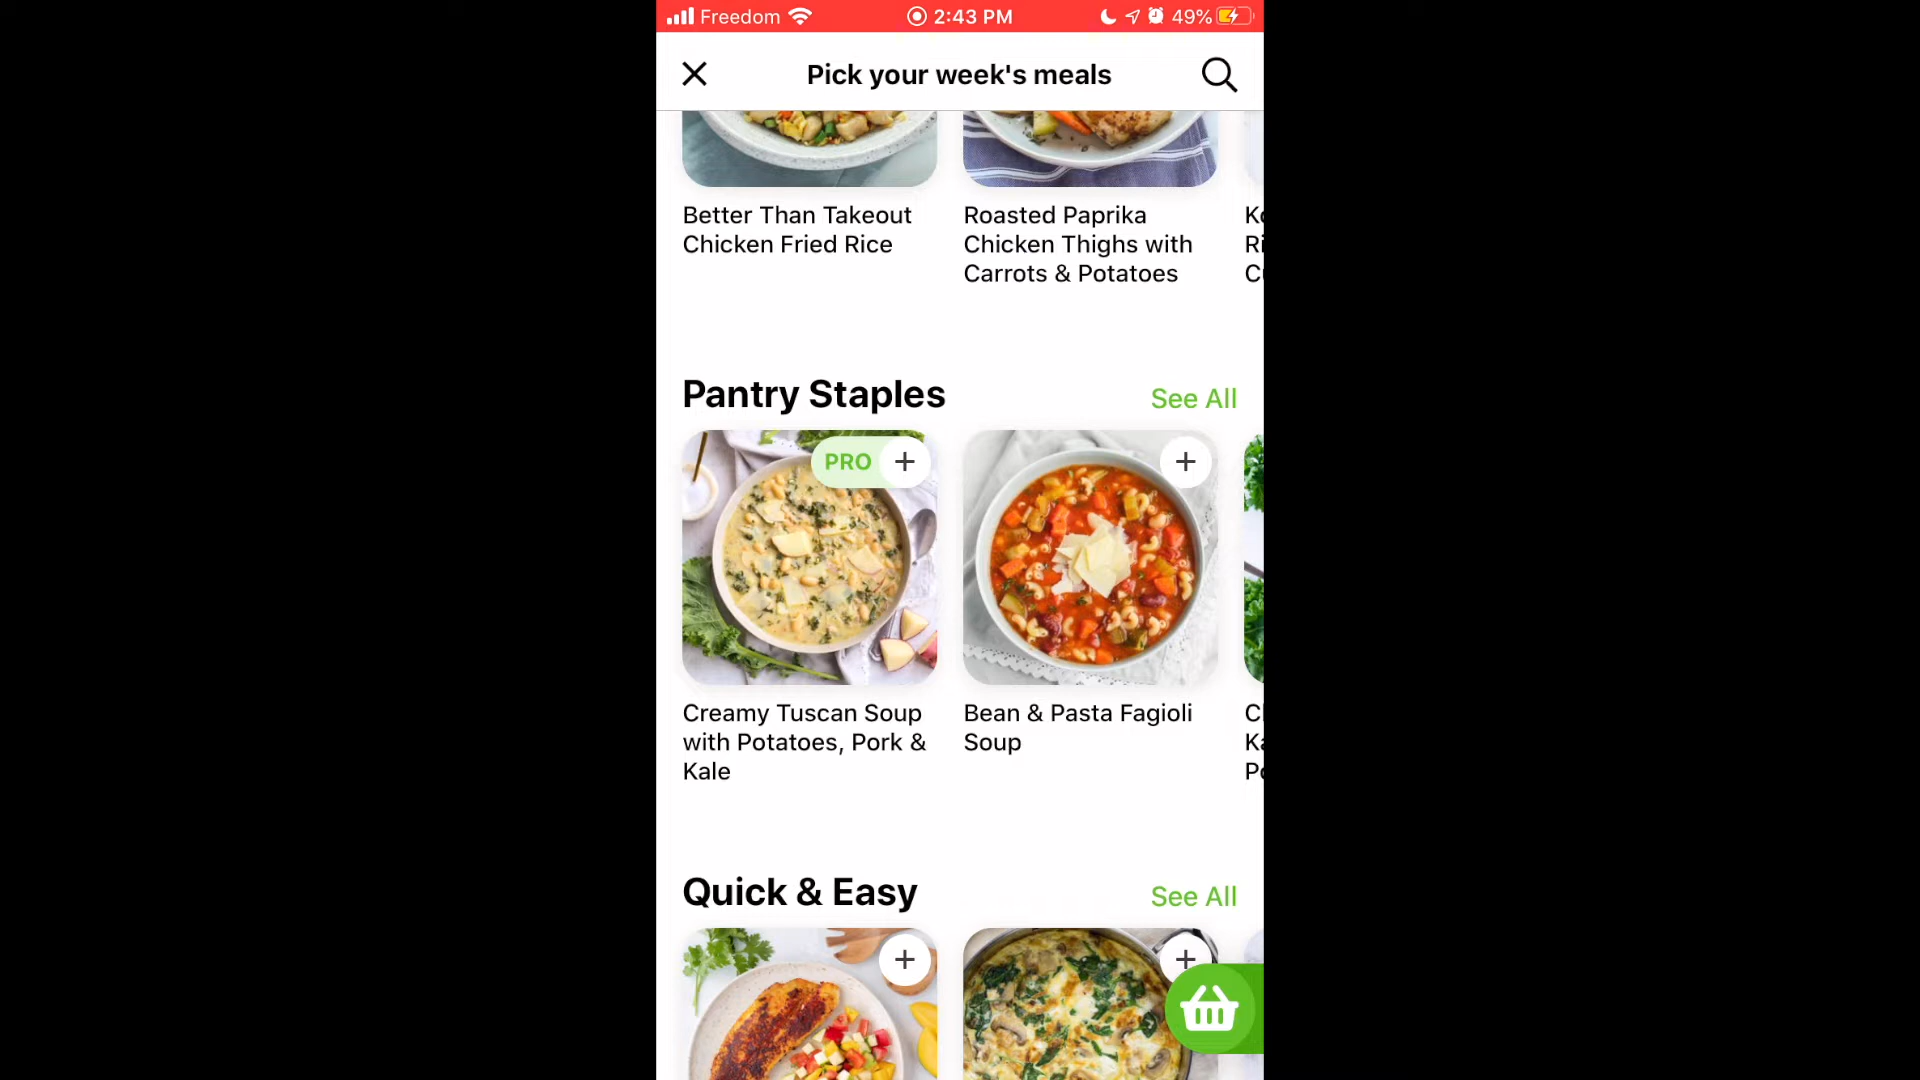 Freedom 2:43 PM 49%
Pick your week's meals
Better Than Takeout
Chicken Fried Rice
Roasted Paprika
Chicken Thighs with
Carrots & Potatoes
Pantry Staples
See All
PRO
Creamy Tuscan Soup
with Potatoes, Pork &
Kale
Bean & Pasta Fagioli
Soup
Quick & Easy
See All